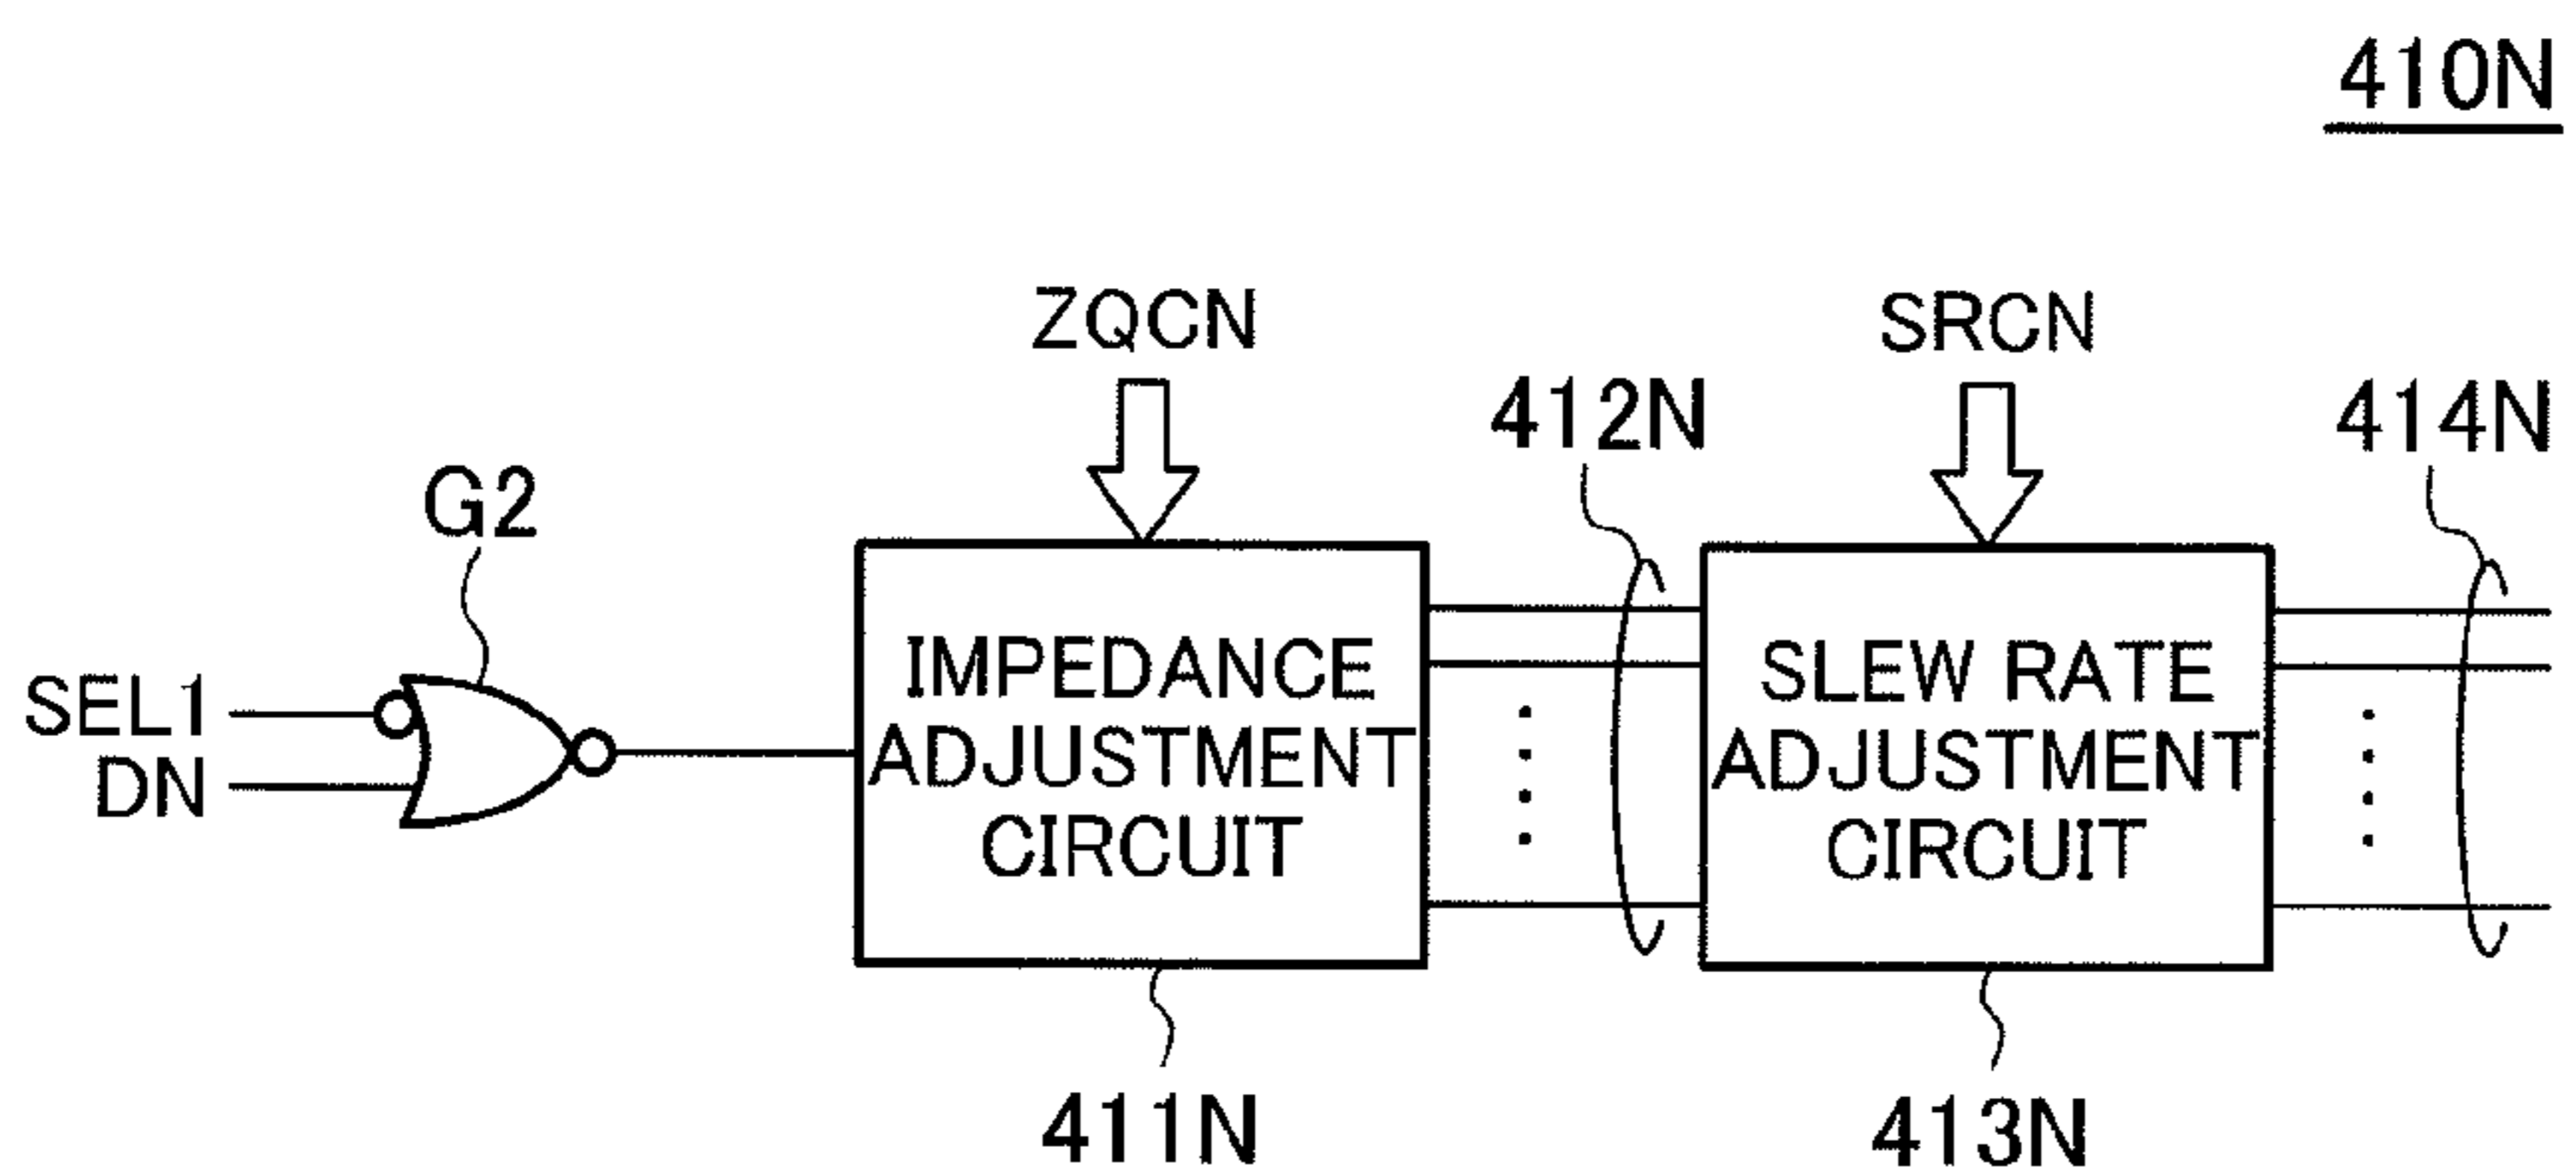 410N
ZQCN
SRCN
412N
414N
G2
SEL1
DN
IMPEDANCE
ADJUSTMENT
CIRCUIT
SLEW RATE
ADJUSTMENT
CIRCUIT
411N
413N